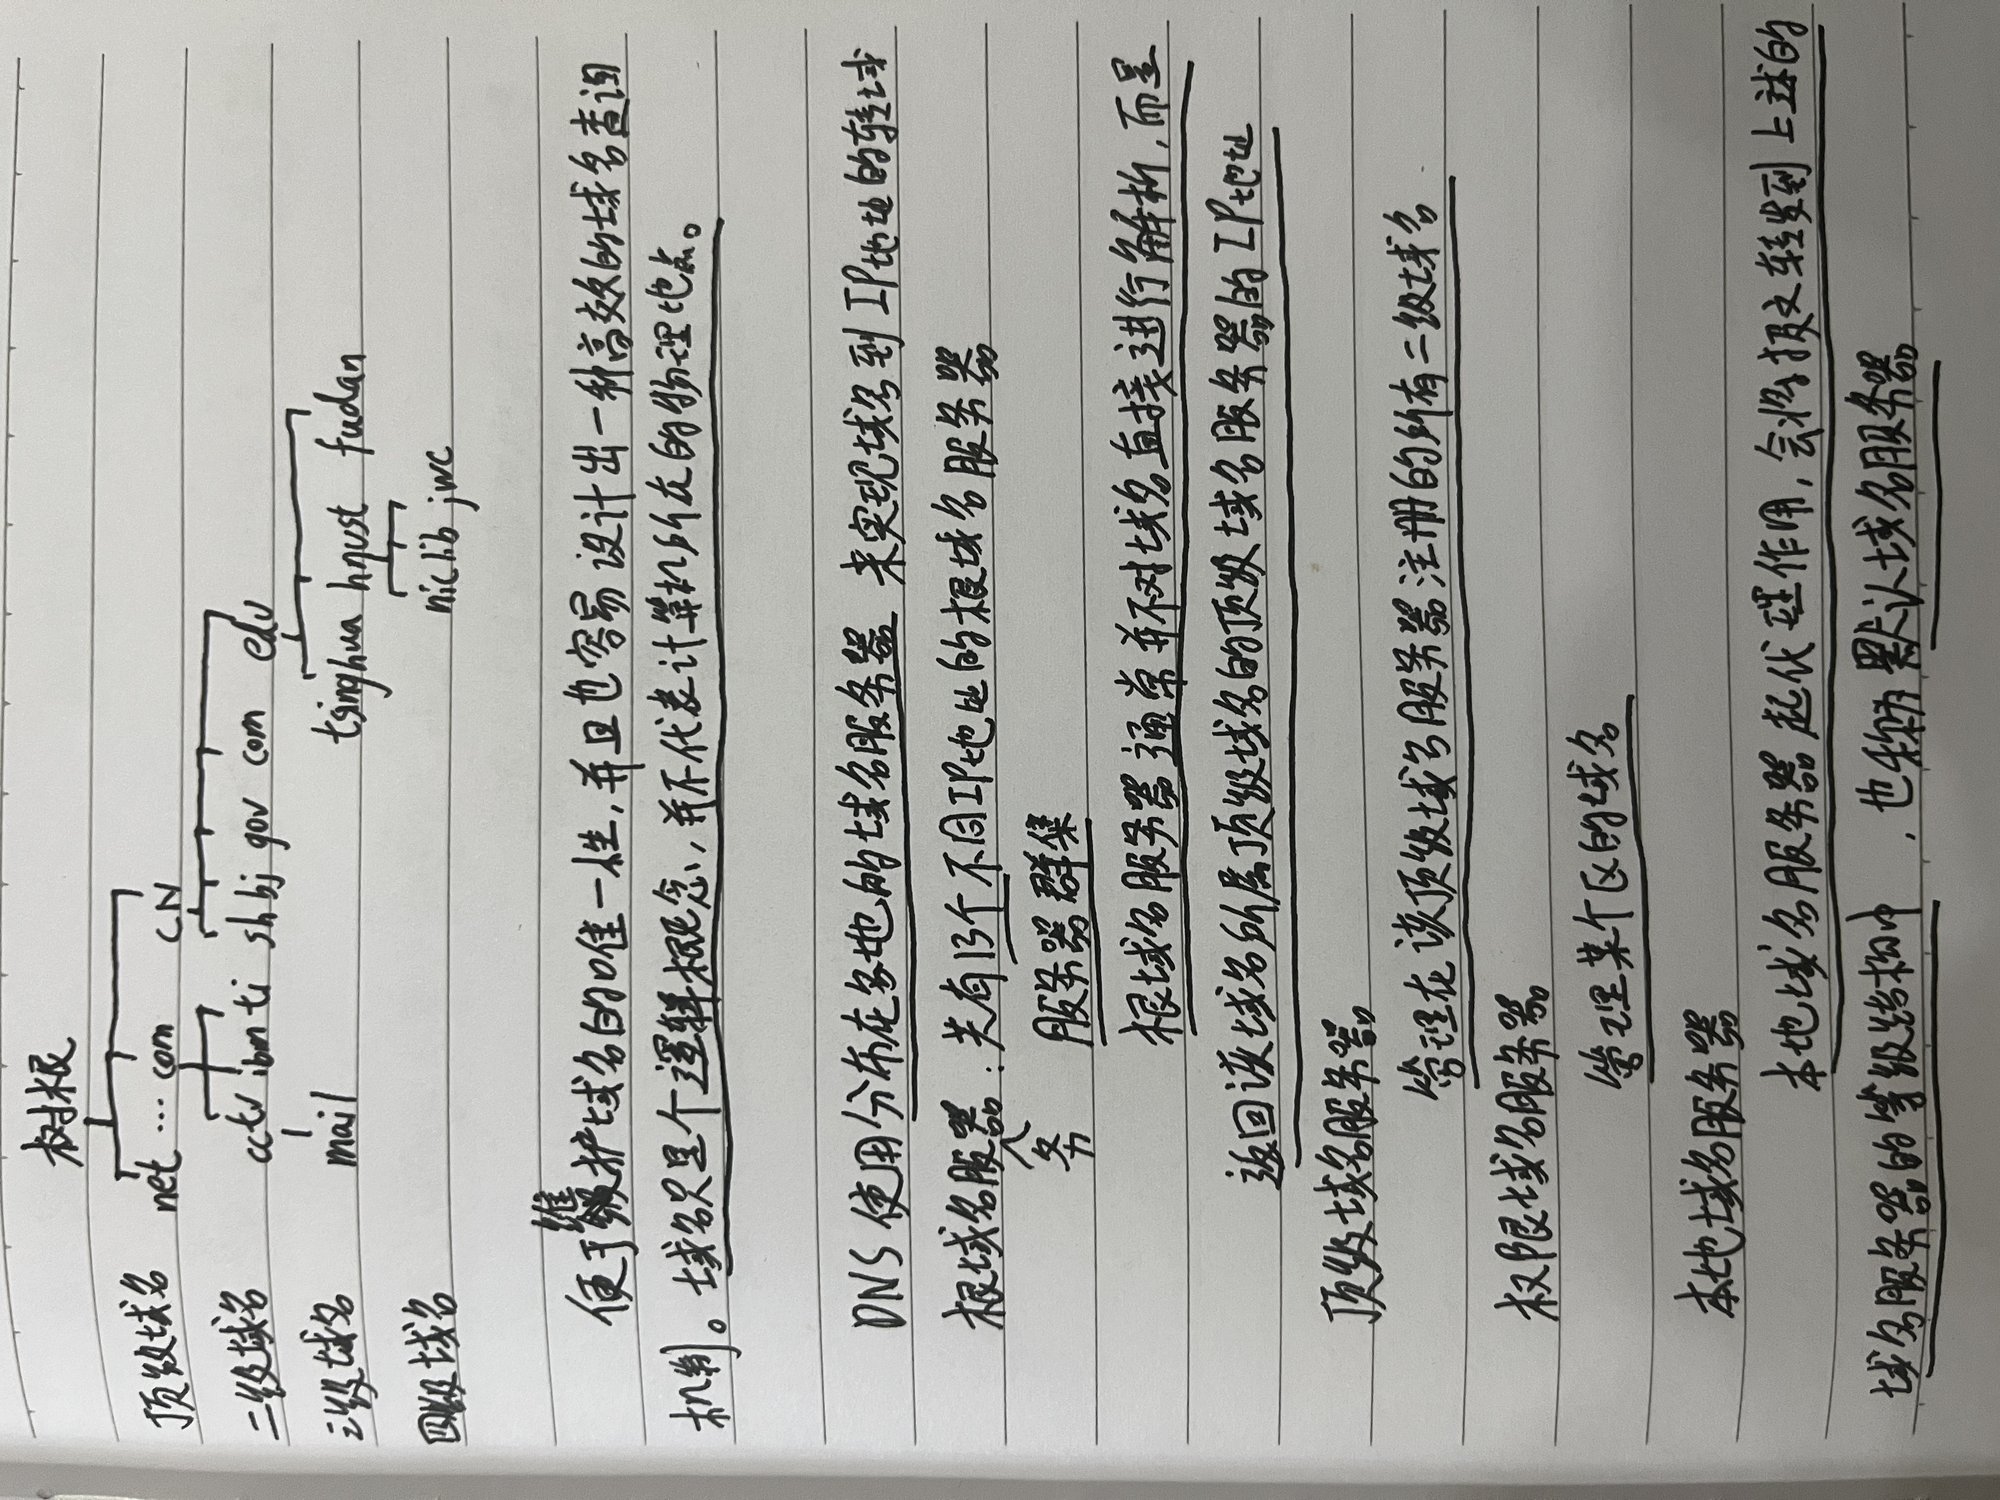 树根
顶级域名 net … com CN
二级域名 cctv ibm ti sh bj gov com edu
三级域名 mail tsinghua hnust fudan
四级域名 nic lib jwc
便于维护域名的唯一性,并且也容易设计出一种高效的域名查询
机制。域名只是个逻辑概念,并不代表计算机所在的物理地点。
DNS 使用分布在多地的域名服务器 来实现域名到IP地址的转域
根域名服务器:共有13个不同IP地址的根域名服务器
服务器群集
根域名服务器通常并不对域名直接进行解析,而是
返回该域名所属顶级域名的顶级域名服务器的IP地址
顶级域名服务器
管理在该顶级域名服务器注册的所有二级域名
权限域名服务器
管理某个区的域名
本地域名服务器
本地域名服务器起代理作用,会将报文转发到上述的
域名服务器的等级结构中,也称为默认域名服务器